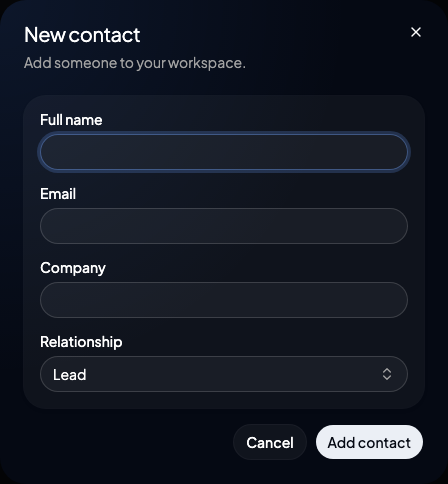 New contact
Add someone to your workspace.
Full name
Email
Company
Relationship
Lead
Cancel
Add contact